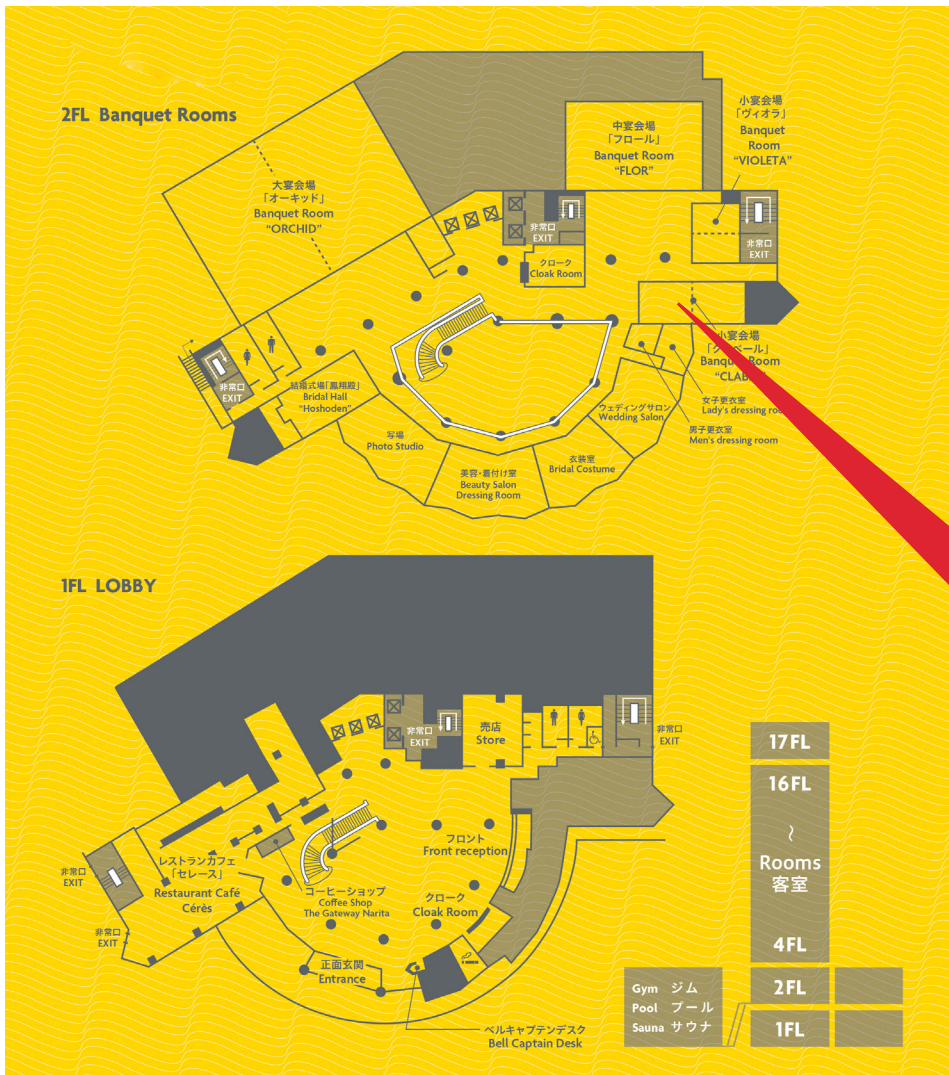 2FL Banquet Rooms
小宴会場
「ヴィオラ」
Banquet
Room
“VIOLETA”
中宴会場
「フロール」
Banquet Room
“FLOR”
大宴会場
「オーキッド」
Banquet Room
“ORCHID”
非常口
EXIT
非常口
EXIT
クローク
Cloak Room
小宴会場
Room
非常口
EXIT
結婚式場「鳳翔殿」
Bridal Hall
“Hoshoden”
女子更衣室
Lady's dressing
ウェディングサロン
Wedding Salon
男子更衣室
Men's dressing room
写場
Photo Studio
衣装室
Bridal Costume
美容・着付け室
Beauty Salon
Dressing Room
1FL LOBBY
売店
Store
非常口
EXIT
非常口
EXIT
17FL
16FL
〜
Rooms
客室
4FL
フロント
Front reception
レストランカフェ
「セレース」
Restaurant Café
Cérès
非常口
EXIT
コーヒーショップ
Coffee Shop
The Gateway Narita
クローク
Cloak Room
非常口
EXIT
正面玄関
Entrance
Gym ジム
Pool プール
Sauna サウナ
2FL
1FL
ベルキャプテンデスク
Bell Captain Desk